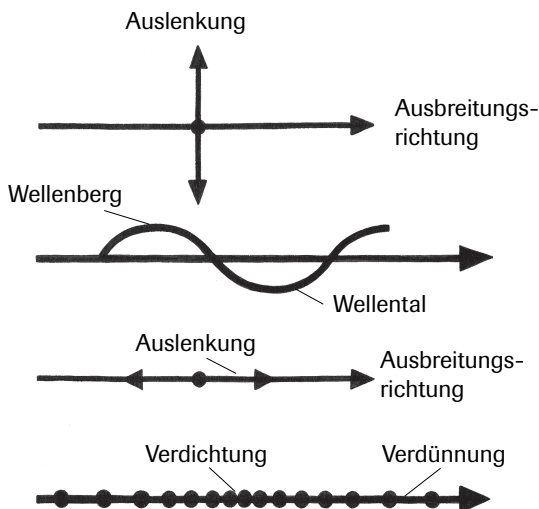 Auslenkung
Ausbreitungs-
richtung
Wellenberg
Wellental
Auslenkung
Ausbreitungs-
richtung
Verdichtung
Verdünnung